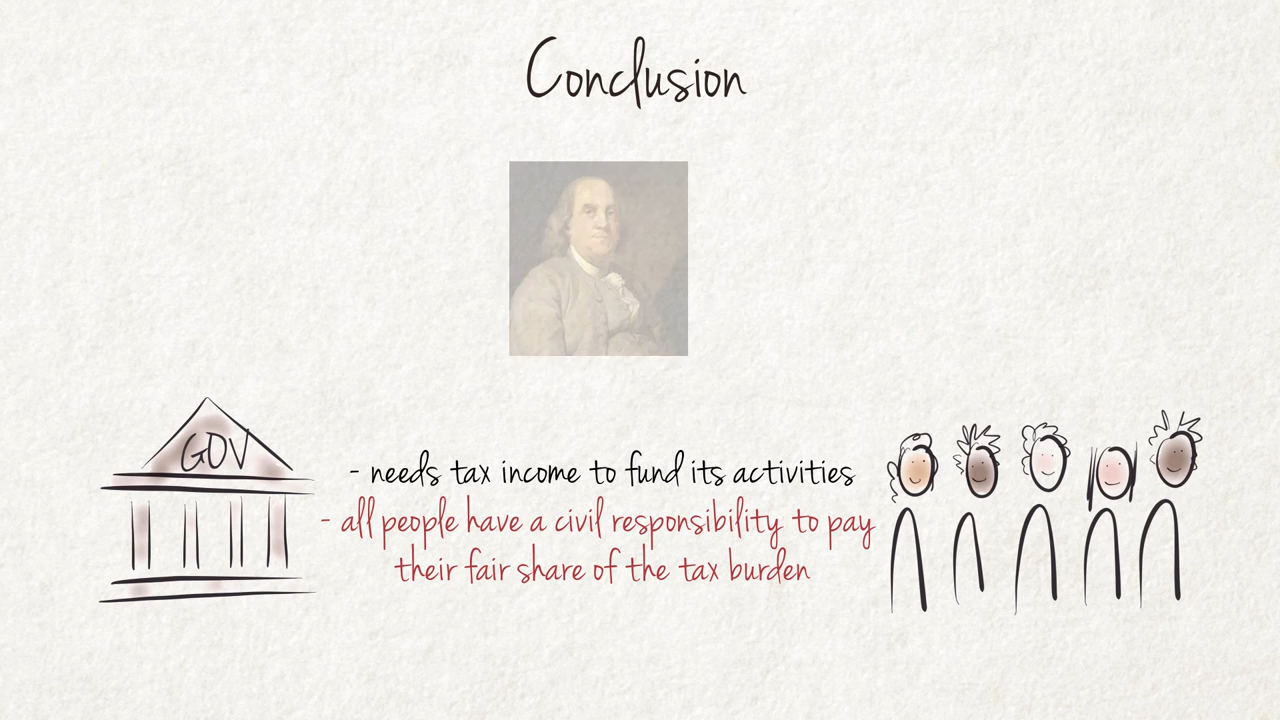 Conclusion
GOV
- needs tax income to fund its activities
- all people have a civil responsibility to pay
their fair share of the tax burden